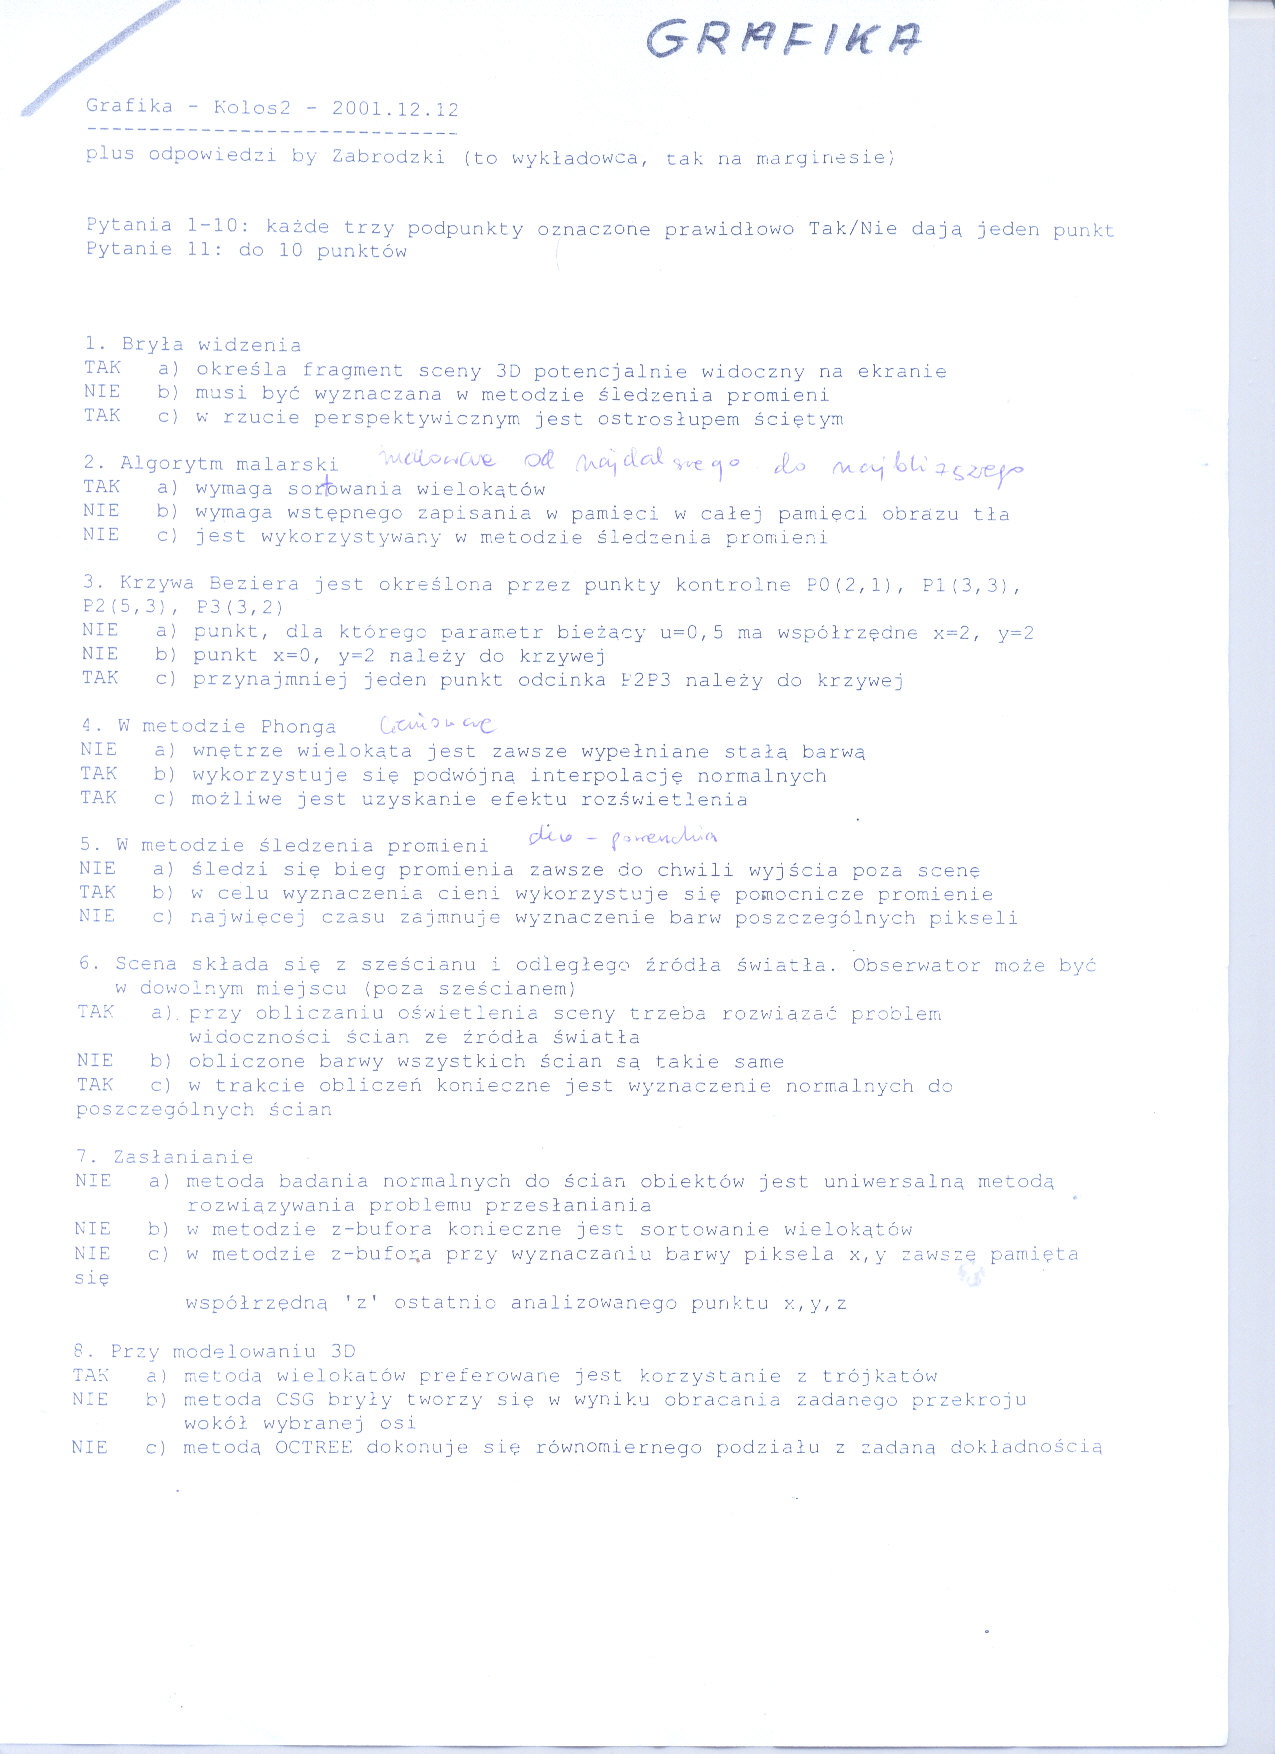 GRAFIKA
Grafika - Kolos2 - 2001.12.12
------------------------------
plus odpowiedzi by Zabrodzki (to wykładowca, tak na marginesie)
Pytania 1-10: każde trzy podpunkty oznaczone prawidłowo Tak/Nie dają jeden punkt
Pytanie 11: do 10 punktów
1. Bryła widzenia
TAK a) określa fragment sceny 3D potencjalnie widoczny na ekranie
NIE b) musi być wyznaczana w metodzie śledzenia promieni
TAK c) w rzucie perspektywicznym jest ostrosłupem ściętym
2. Algorytm malarski malowanie od najdalszego do najbliższego
TAK a) wymaga sortowania wielokątów
NIE b) wymaga wstępnego zapisania w pamięci w całej pamięci obrazu tła
NIE c) jest wykorzystywany w metodzie śledzenia promieni
3. Krzywa Beziera jest określona przez punkty kontrolne P0(2,1), P1(3,3),
P2(5,3), P3(3,2)
NIE a) punkt, dla którego parametr bieżący u=0,5 ma współrzędne x=2, y=2
NIE b) punkt x=0, y=2 należy do krzywej
TAK c) przynajmniej jeden punkt odcinka P2P3 należy do krzywej
4. W metodzie Phonga
NIE a) wnętrze wielokąta jest zawsze wypełniane stałą barwą
TAK b) wykorzystuje się podwójną interpolację normalnych
TAK c) możliwe jest uzyskanie efektu rozświetlenia
5. W metodzie śledzenia promieni
NIE a) śledzi się bieg promienia zawsze do chwili wyjścia poza scenę
TAK b) w celu wyznaczenia cieni wykorzystuje się pomocnicze promienie
NIE c) najwięcej czasu zajmnuje wyznaczenie barw poszczególnych pikseli
6. Scena składa się z sześcianu i odległego źródła światła. Obserwator może być
w dowolnym miejscu (poza sześcianem)
TAK a) przy obliczaniu oświetlenia sceny trzeba rozwiązać problem
widoczności ścian ze źródła światła
NIE b) obliczone barwy wszystkich ścian są takie same
TAK c) w trakcie obliczeń konieczne jest wyznaczenie normalnych do
poszczególnych ścian
7. Zasłanianie
NIE a) metoda badania normalnych do ścian obiektów jest uniwersalną metodą
rozwiązywania problemu przesłaniania
NIE b) w metodzie z-bufora konieczne jest sortowanie wielokątów
NIE c) w metodzie z-bufora przy wyznaczaniu barwy piksela x,y zawsze pamięta
się
współrzędną 'z' ostatnio analizowanego punktu x,y,z
8. Przy modelowaniu 3D
TAK a) metoda wielokatów preferowane jest korzystanie z trójkatów
NIE b) metoda CSG bryły tworzy się w wyniku obracania zadanego przekroju
wokół wybranej osi
NIE c) metodą OCTREE dokonuje się równomiernego podziału z zadaną dokładnością